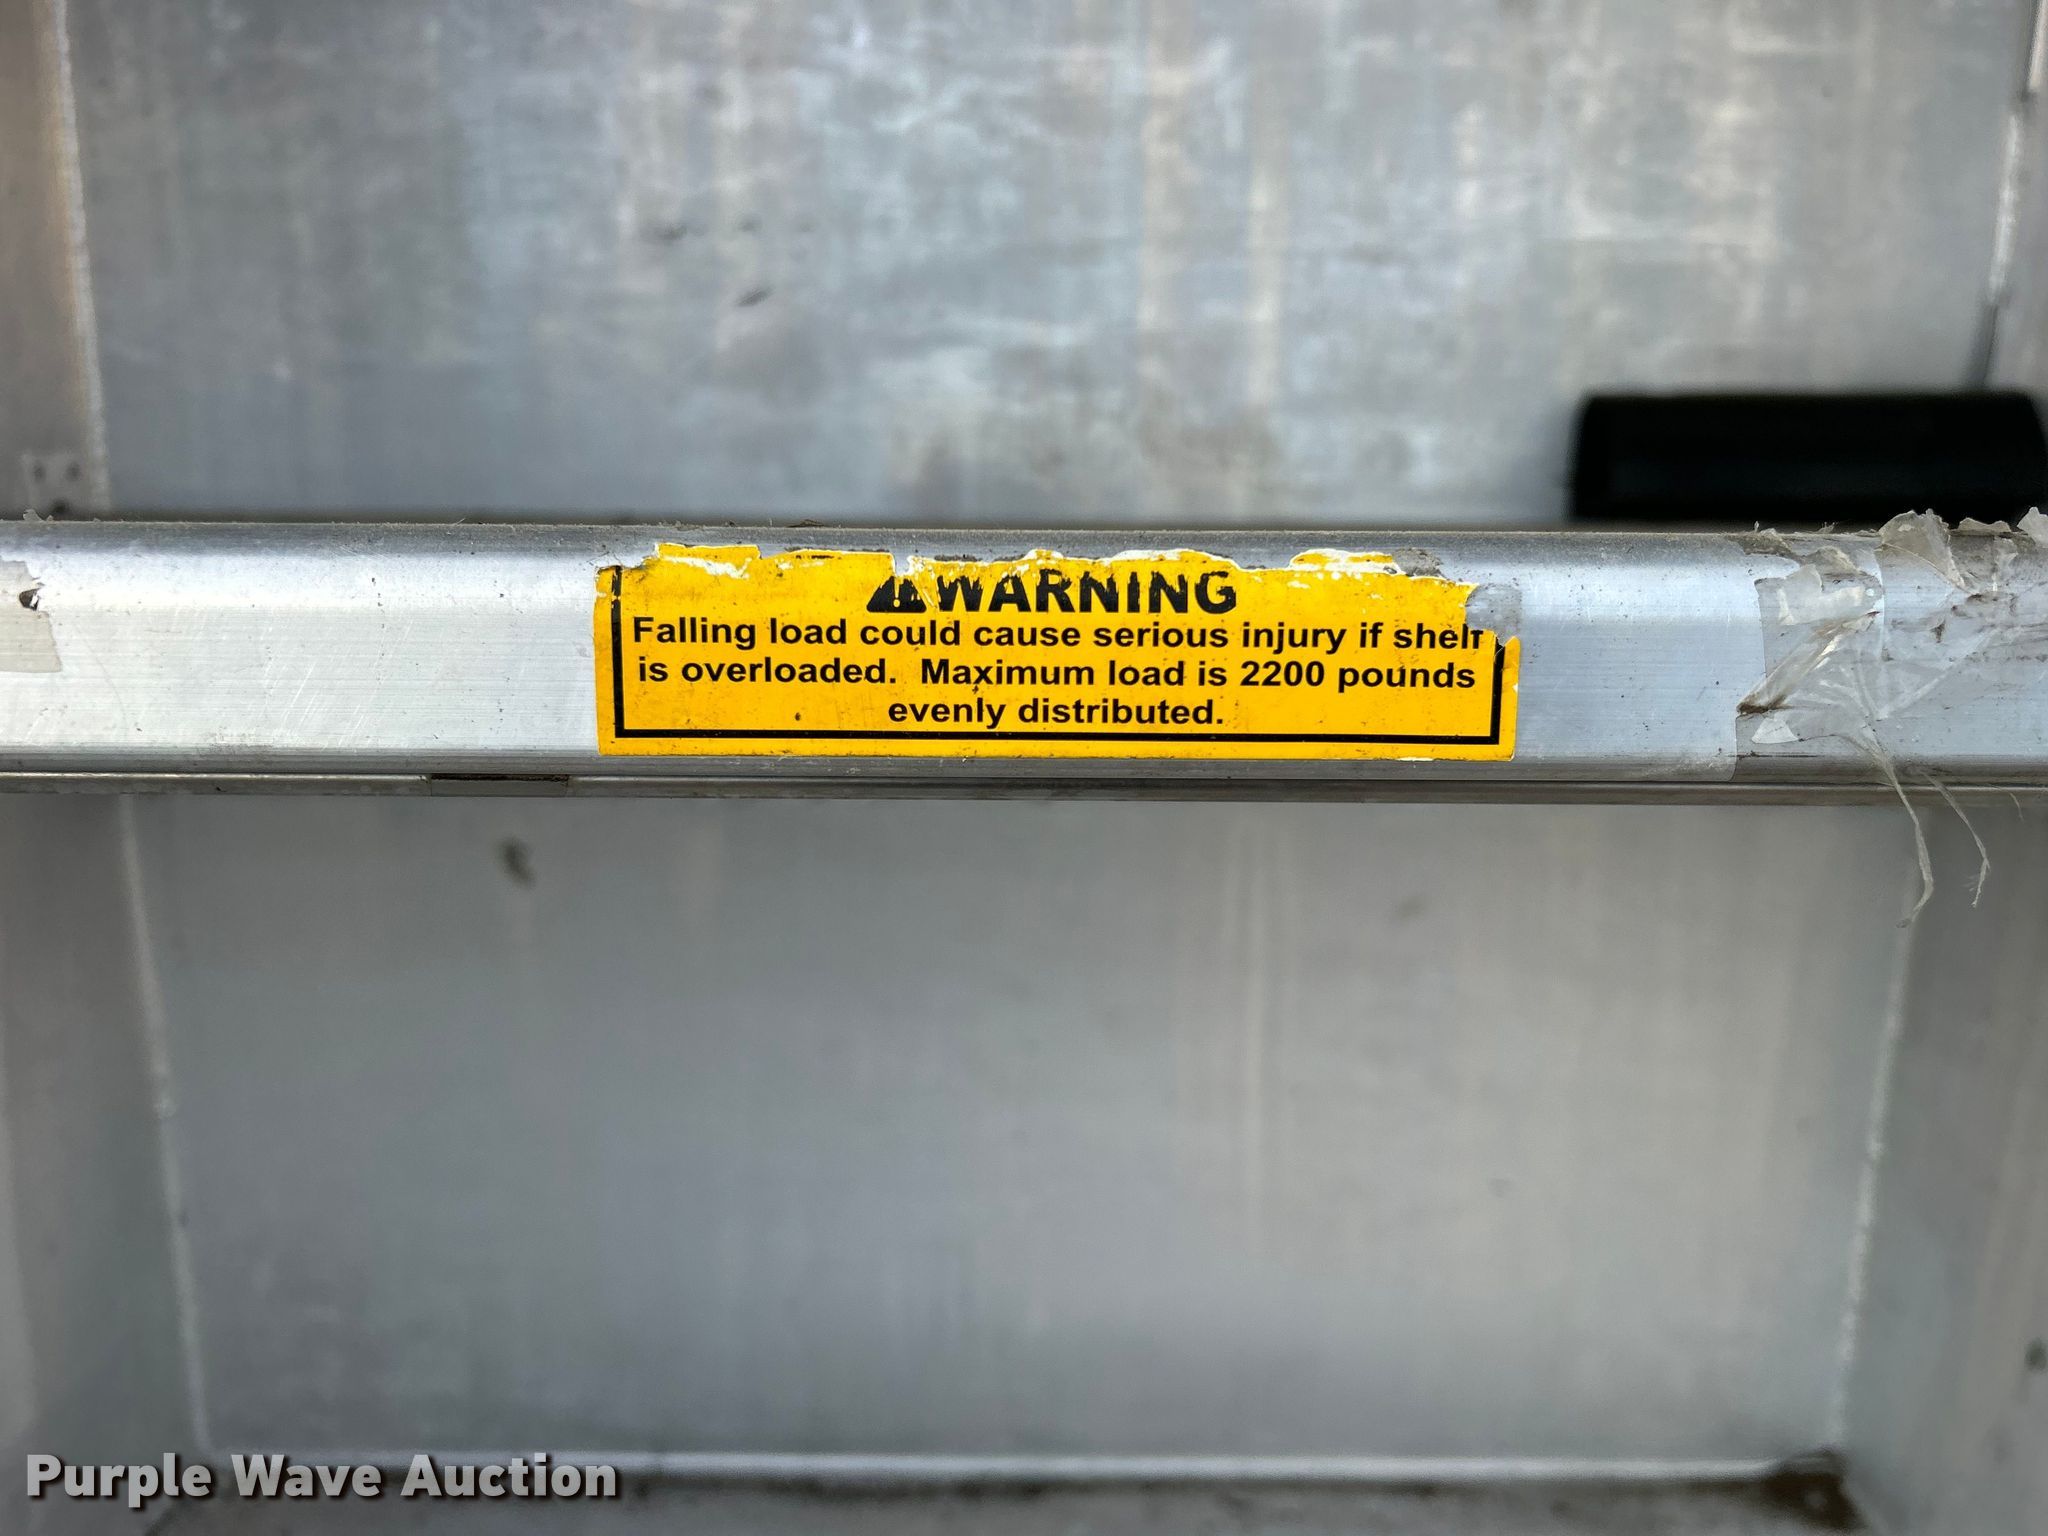 WARNING
Falling load could cause serious injury if shelf
is overloaded. Maximum load is 2200 pounds
evenly distributed.
Purple Wave Auction